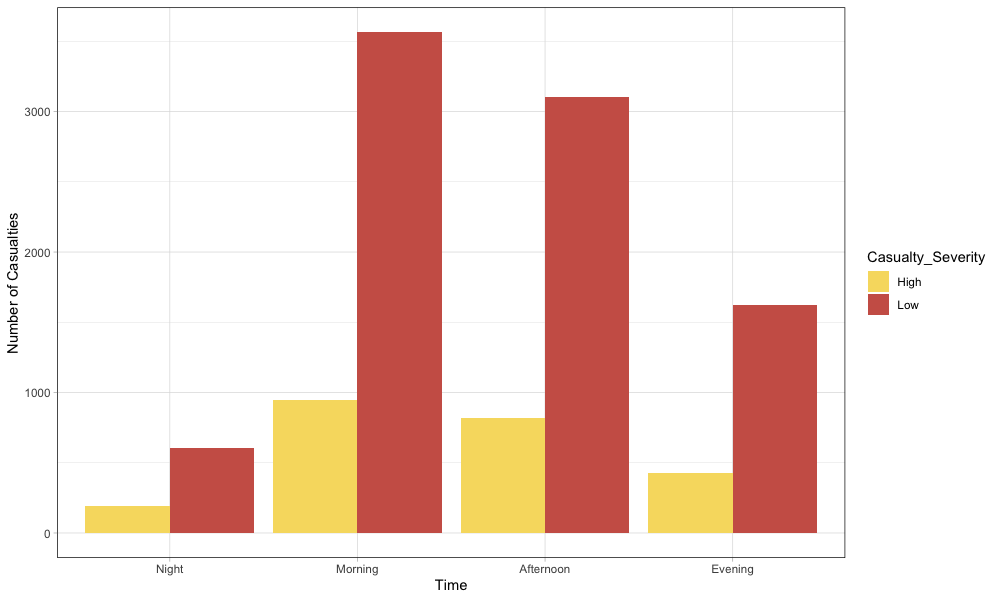 3000
2000
1000
0
Number of Casualties
Night
Morning
Afternoon
Evening
Time
Casualty_Severity
High
Low